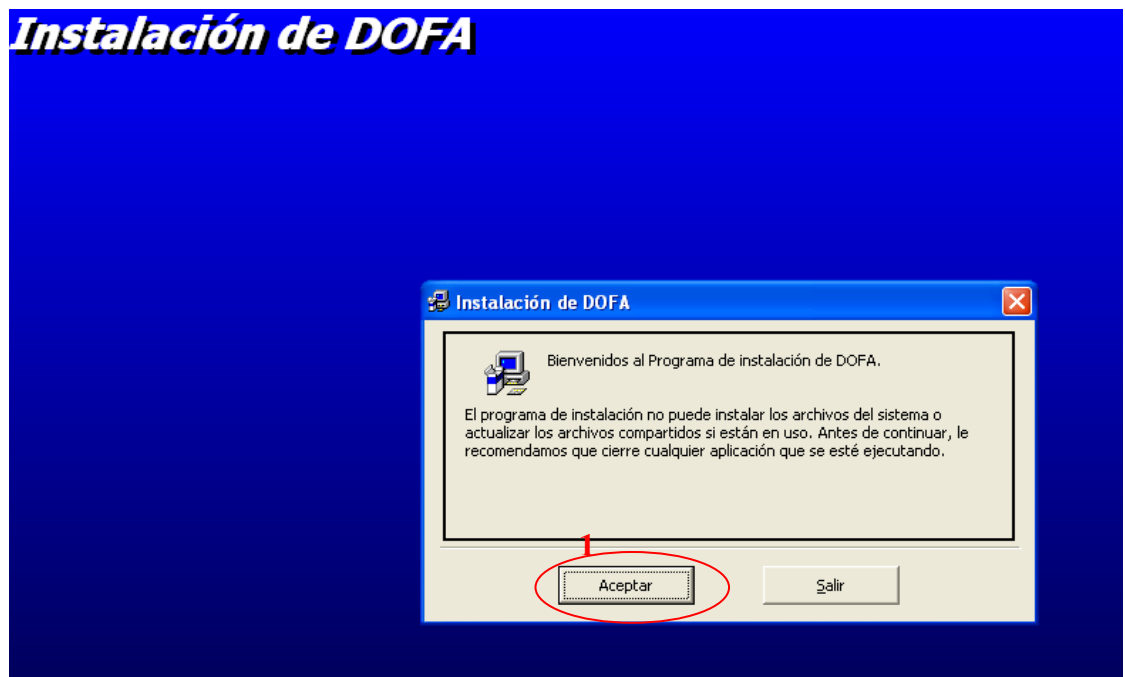 Instalación de DOFA
Instalación de DOFA
Bienvenidos al Programa de instalación de DOFA.
El programa de instalación no puede instalar los archivos del sistema o
actualizar los archivos compartidos si están en uso. Antes de continuar, le
recomendamos que cierre cualquier aplicación que se esté ejecutando.
1
Aceptar
Salir